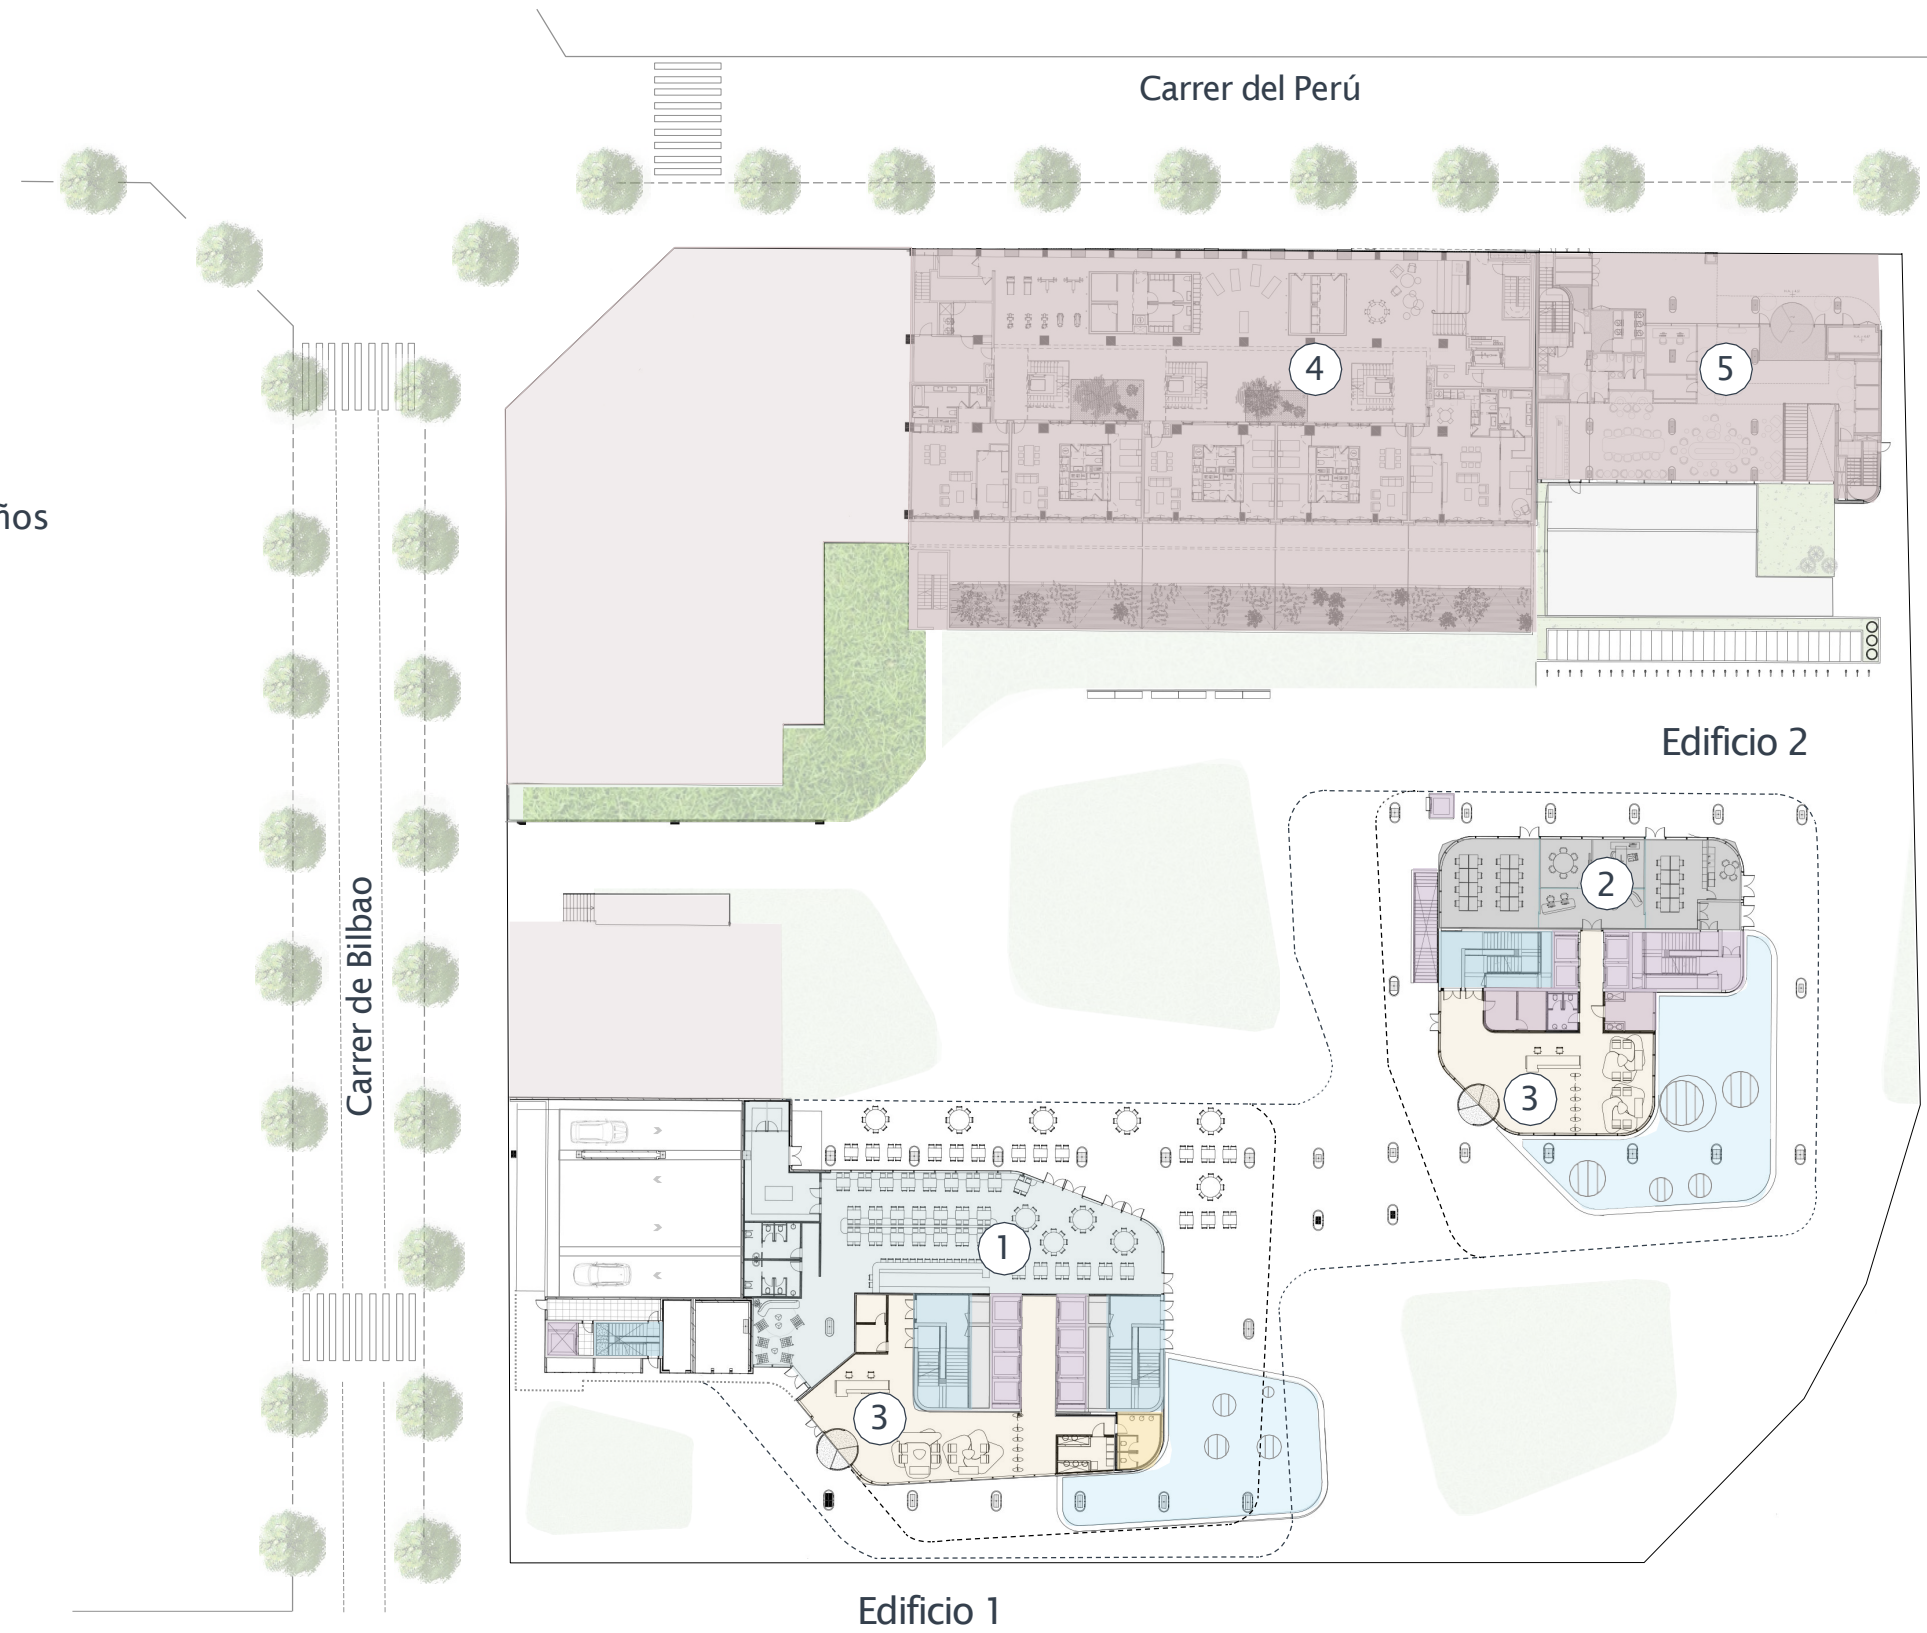 Carrer del Perú
4
5
ños
Edificio 2
2
Carrer de Bilbao
3
1
3
Edificio 1